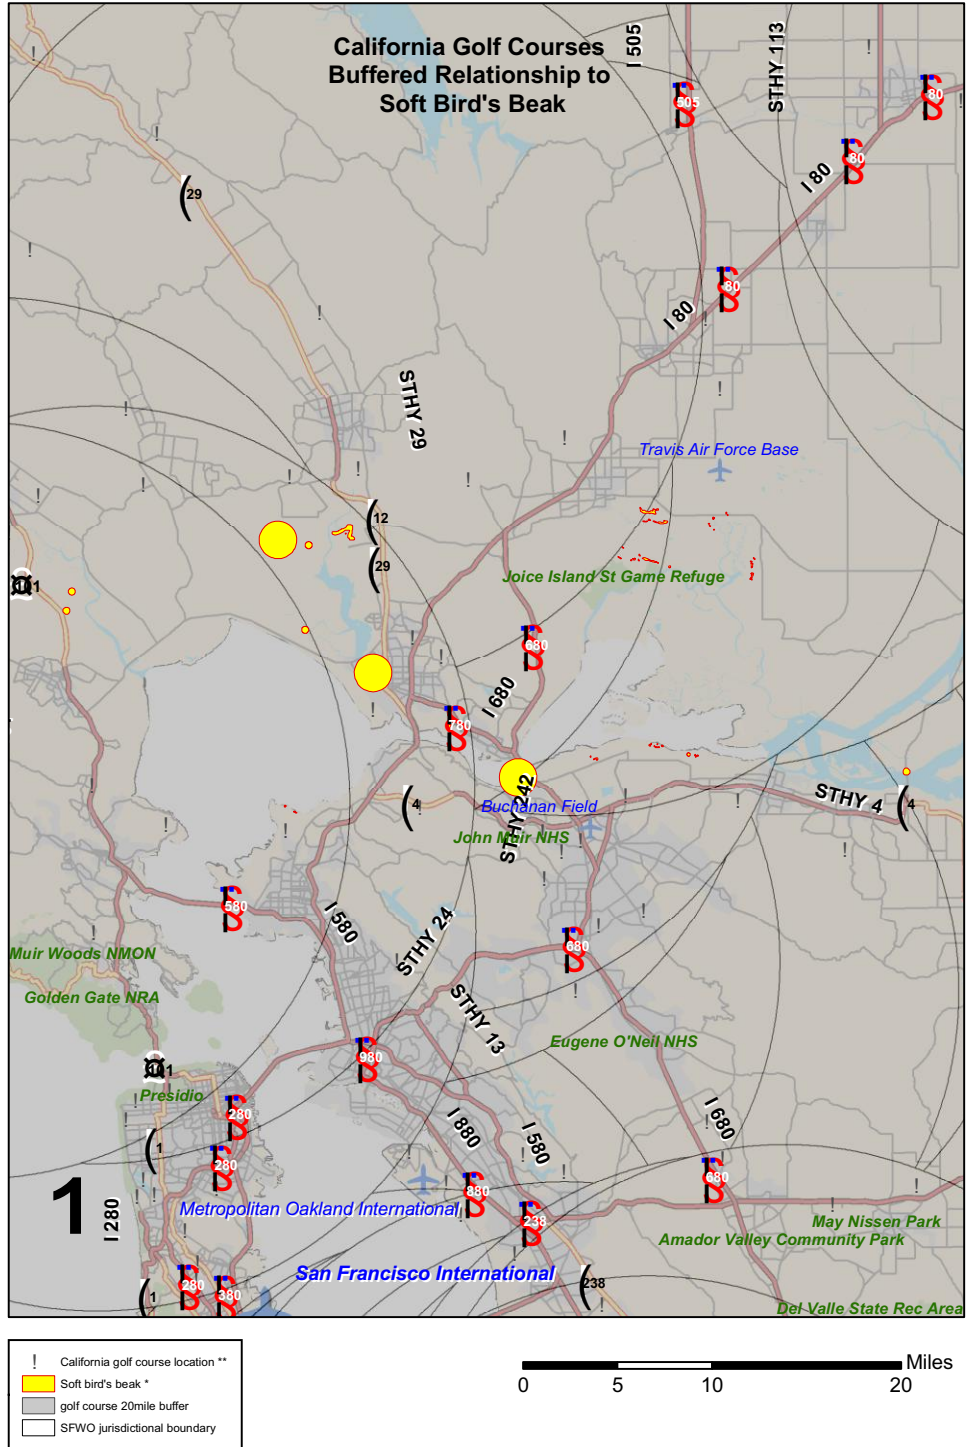 California Golf Courses
Buffered Relationship to
Soft Bird's Beak
I 505
STHY 113
505
80
80
I 80
29
80
I 80
STHY 29
Travis Air Force Base
12
29
Joice Island St Game Refuge
101
680
I 680
780
STHY 242
4
Buchanan Field
STHY 4
4
John Muir NHS
580
I 580
STHY 24
680
Muir Woods NMON
Golden Gate NRA
STHY 13
Eugene O'Neil NHS
980
101
Presidio
280
I 880
I 580
I 680
1
280
680
1
I 280
880
Metropolitan Oakland International
238
May Nissen Park
Amador Valley Community Park
San Francisco International
280
380
1
238
Del Valle State Rec Area
! California golf course location **
Soft bird's beak *
golf course 20mile buffer
SFWO jurisdictional boundary
Miles
0 5 10 20